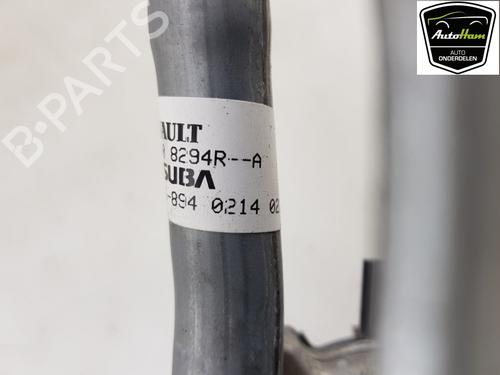 AutoHam
AUTO
ONDERDELEN
B-PARTS
AULT
8294R--A
SUBA
-894 0214 02